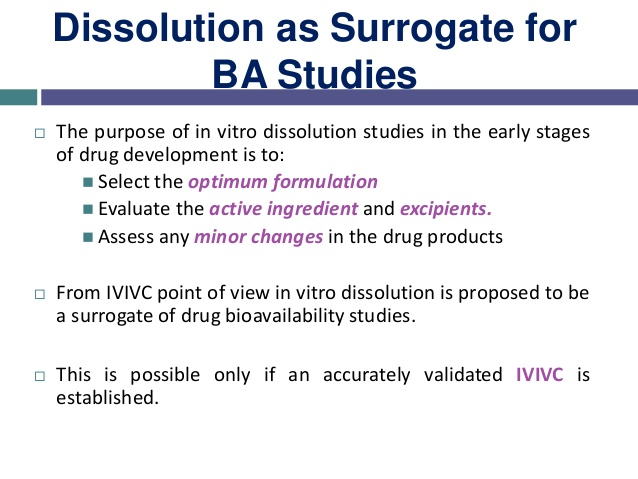 Dissolution as Surrogate for
BA Studies
The purpose of in vitro dissolution studies in the early stages
of drug development is to:
Select the optimum formulation
Evaluate the active ingredient and excipients.
Assess any minor changes in the drug products
From IVIVC point of view in vitro dissolution is proposed to be
a surrogate of drug bioavailability studies.
This is possible only if an accurately validated IVIVC is
established.